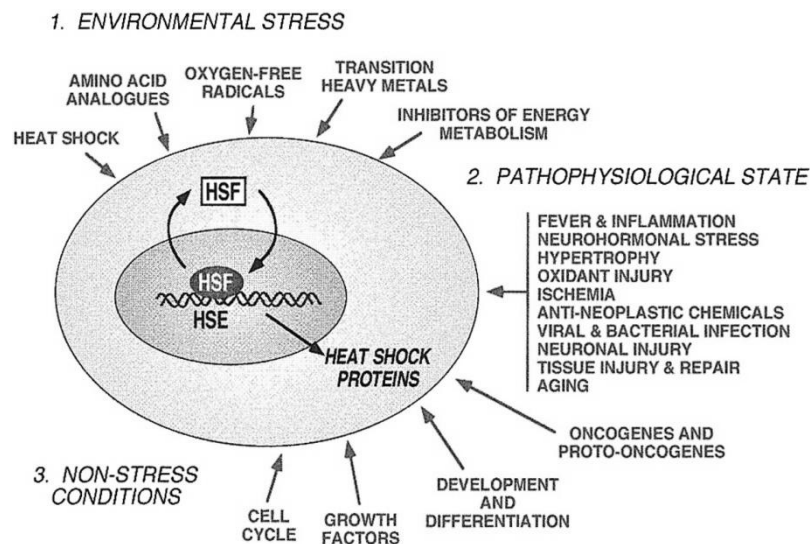 1. ENVIRONMENTAL STRESS
HEAT SHOCK
AMINO ACID
ANALOGUES
OXYGEN-FREE
RADICALS
TRANSITION
HEAVY METALS
INHIBITORS OF ENERGY
METABOLISM
HSF
HSF
HSE
HEAT SHOCK
PROTEINS
2. PATHOPHYSIOLOGICAL STATE
FEVER & INFLAMMATION
NEUROHORMONAL STRESS
HYPERTROPHY
OXIDANT INJURY
ISCHEMIA
ANTI-NEOPLASTIC CHEMICALS
VIRAL & BACTERIAL INFECTION
NEURONAL INJURY
TISSUE INJURY & REPAIR
AGING
3. NON-STRESS
CONDITIONS
CELL
CYCLE
GROWTH
FACTORS
DEVELOPMENT
AND
DIFFERENTIATION
ONCOGENES AND
PROTO-ONCOGENES